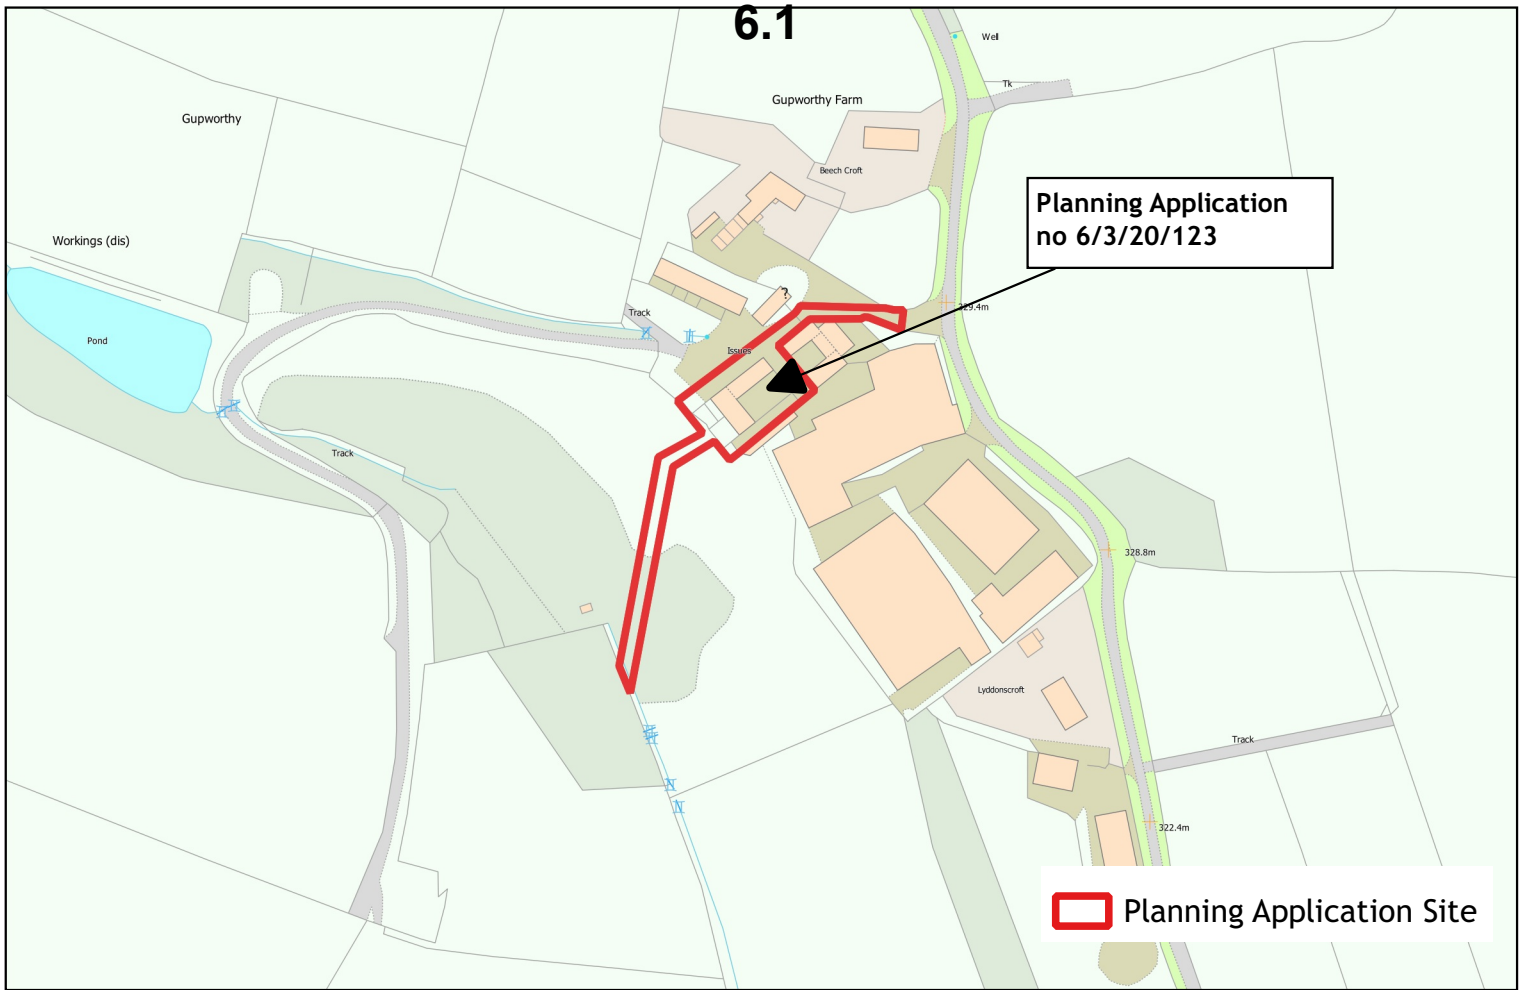 6.1
Well
Tk
Gupworthy Farm
Gupworthy
Beech Croft
Planning Application
no 6/3/20/123
Workings (dis)
?
329.4m
Track
Pond
Issues
Track
328.8m
Lyddonscroft
Track
322.4m
Planning Application Site